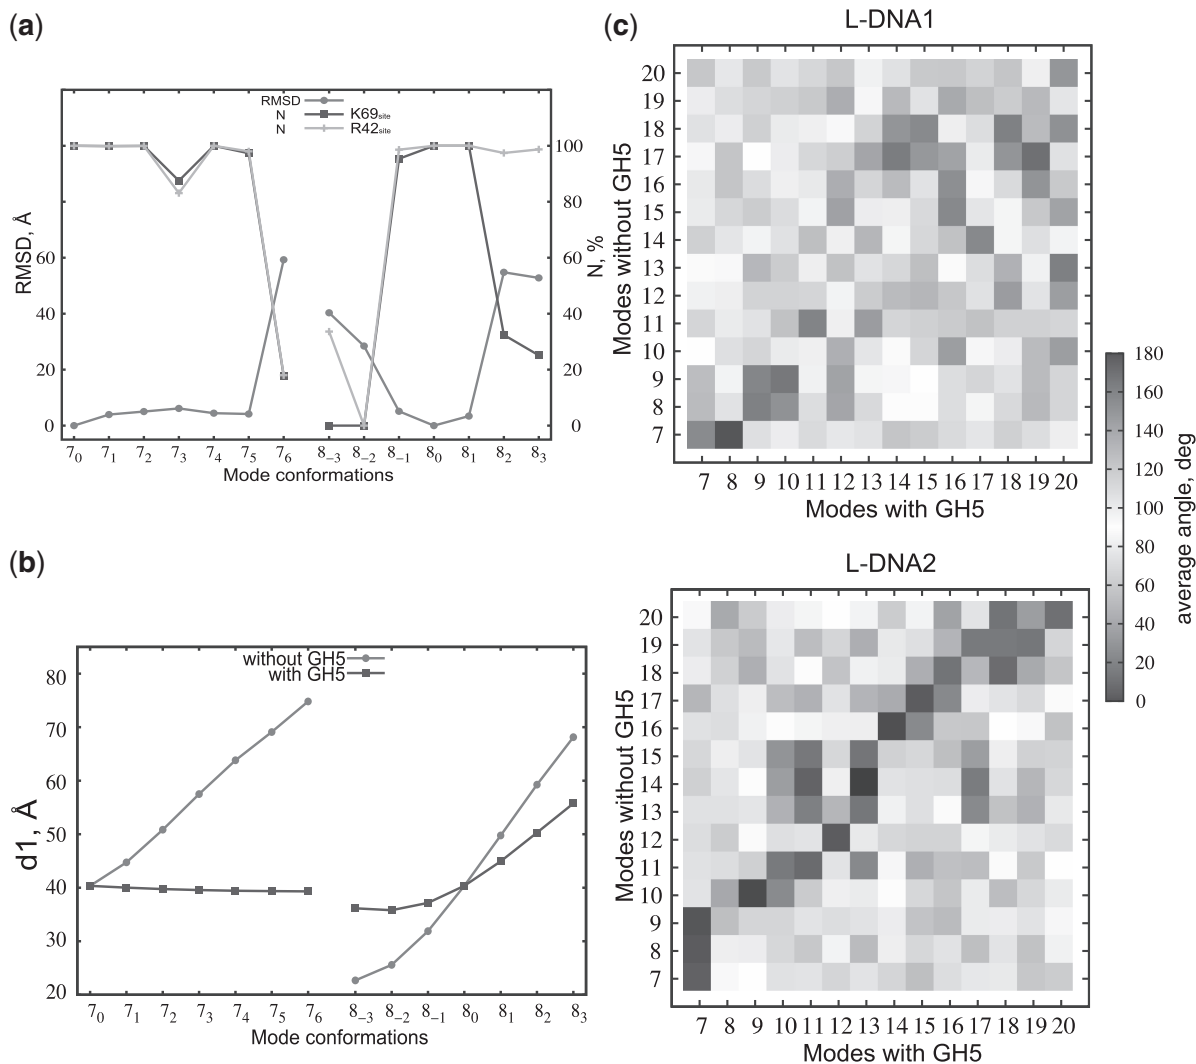 (a)
RMSD
N K69site
N R42site
RMSD, Å
60
40
20
0
100
80
60
40
20
0
N, %
7₀ 7₁ 7₂ 7₃ 7₄ 7₅ 7₆ 8₋₃ 8₋₂ 8₋₁ 8₀ 8₁ 8₂ 8₃
Mode conformations
(b)
without GH5
with GH5
d1, Å
80
70
60
50
40
30
20
7₀ 7₁ 7₂ 7₃ 7₄ 7₅ 7₆ 8₋₃ 8₋₂ 8₋₁ 8₀ 8₁ 8₂ 8₃
Mode conformations
(c)
L-DNA1
Modes without GH5
20
19
18
17
16
15
14
13
12
11
10
9
8
7
7 8 9 10 11 12 13 14 15 16 17 18 19 20
Modes with GH5
L-DNA2
Modes without GH5
20
19
18
17
16
15
14
13
12
11
10
9
8
7
7 8 9 10 11 12 13 14 15 16 17 18 19 20
Modes with GH5
180
160
140
120
100
80
60
40
20
0
average angle, deg